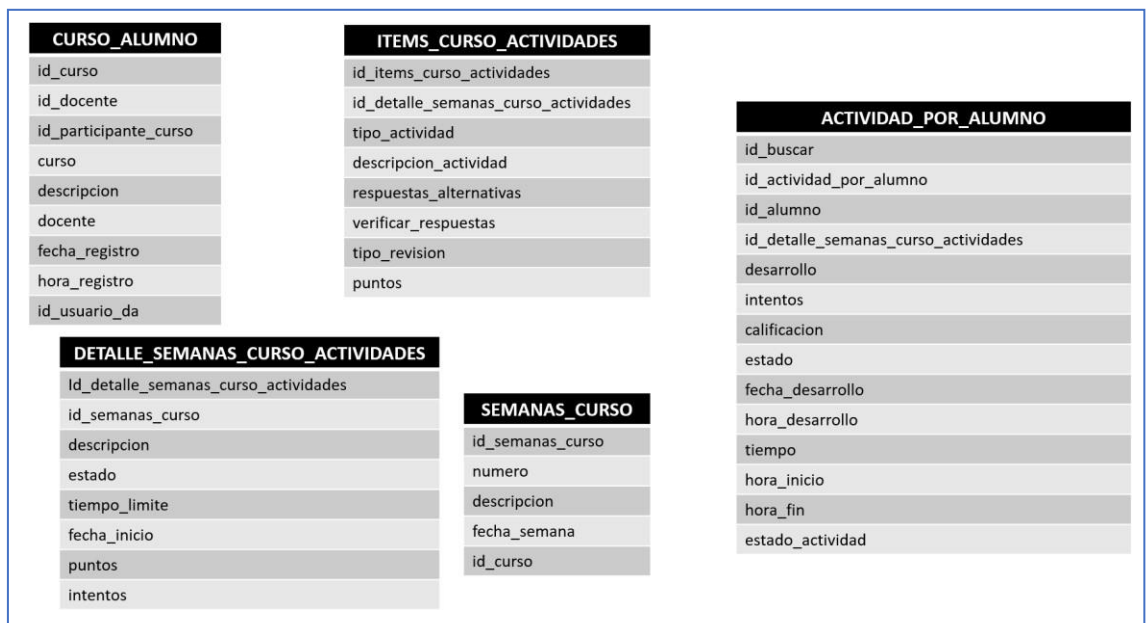 CURSO_ALUMNO
id_curso
id_docente
id_participante_curso
curso
descripcion
docente
fecha_registro
hora_registro
id_usuario_da
ITEMS_CURSO_ACTIVIDADES
id_items_curso_actividades
id_detalle_semanas_curso_actividades
tipo_actividad
descripcion_actividad
respuestas_alternativas
verificar_respuestas
tipo_revision
puntos
ACTIVIDAD_POR_ALUMNO
id_buscar
id_actividad_por_alumno
id_alumno
id_detalle_semanas_curso_actividades
desarrollo
intentos
calificacion
estado
fecha_desarrollo
hora_desarrollo
tiempo
hora_inicio
hora_fin
estado_actividad
DETALLE_SEMANAS_CURSO_ACTIVIDADES
Id_detalle_semanas_curso_actividades
id_semanas_curso
descripcion
estado
tiempo_limite
fecha_inicio
puntos
intentos
SEMANAS_CURSO
id_semanas_curso
numero
descripcion
fecha_semana
id_curso